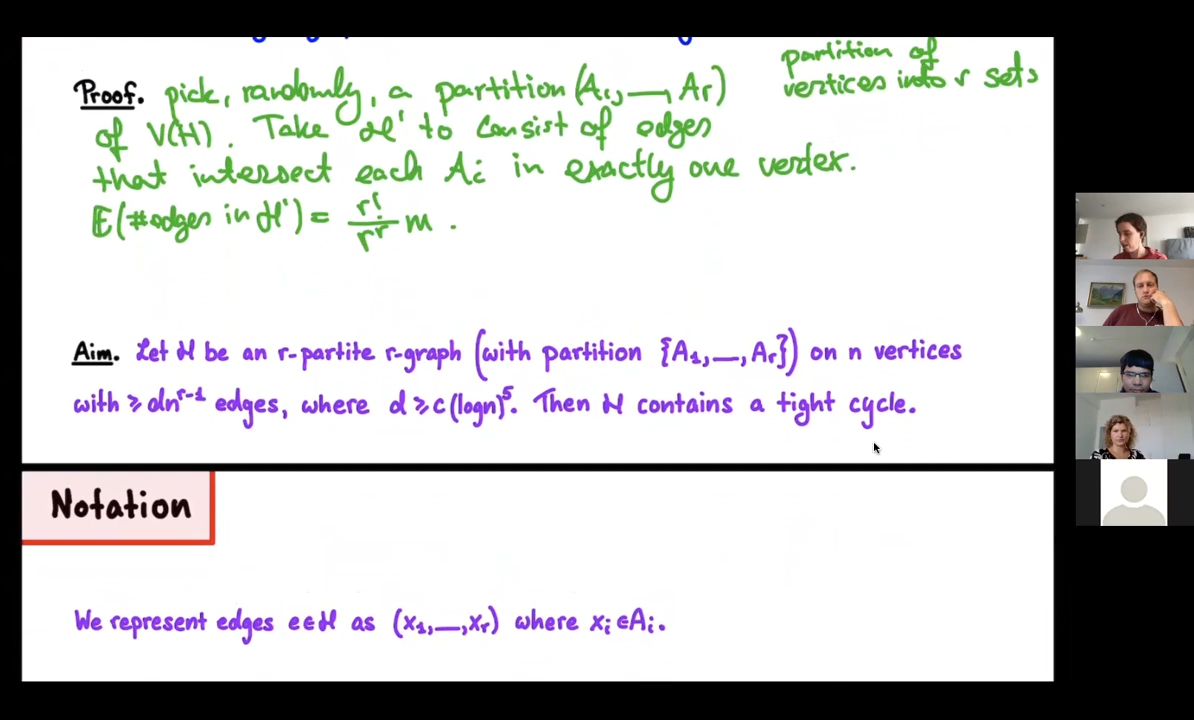 partition of
vertices into r sets
Proof. pick, randomly, a partition (A₁, —, Aᵣ)
of V(H). Take H' to consist of edges
that intersect each Aᵢ in exactly one vertex.
E(#edges in H') = r!/rʳ m.
Aim. Let H be an r-partite r-graph (with partition {A₁,—,Aᵣ}) on n vertices
with ≥ dnʳ⁻¹ edges, where d ≥ c(logn)⁵. Then H contains a tight cycle.
Notation
We represent edges e∈H as (x₁,—,xᵣ) where xᵢ∈Aᵢ.